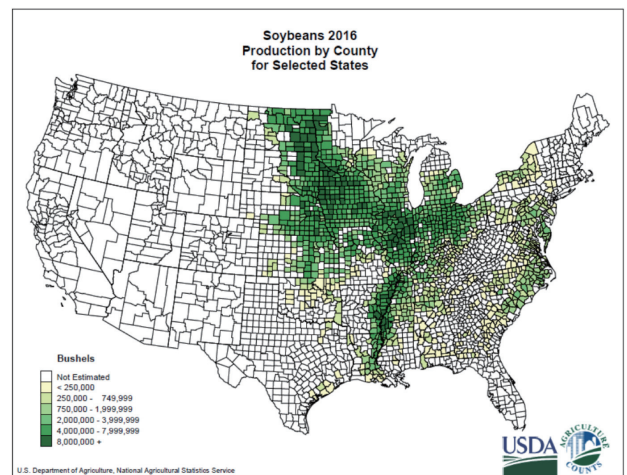 Soybeans 2016
Production by County
for Selected States
Bushels
Not Estimated
< 250,000
250,000 - 749,999
750,000 - 1,999,999
2,000,000 - 3,999,999
4,000,000 - 7,999,999
8,000,000 +
U.S. Department of Agriculture, National Agricultural Statistics Service
USDA
AGRICULTURE
COUNTS